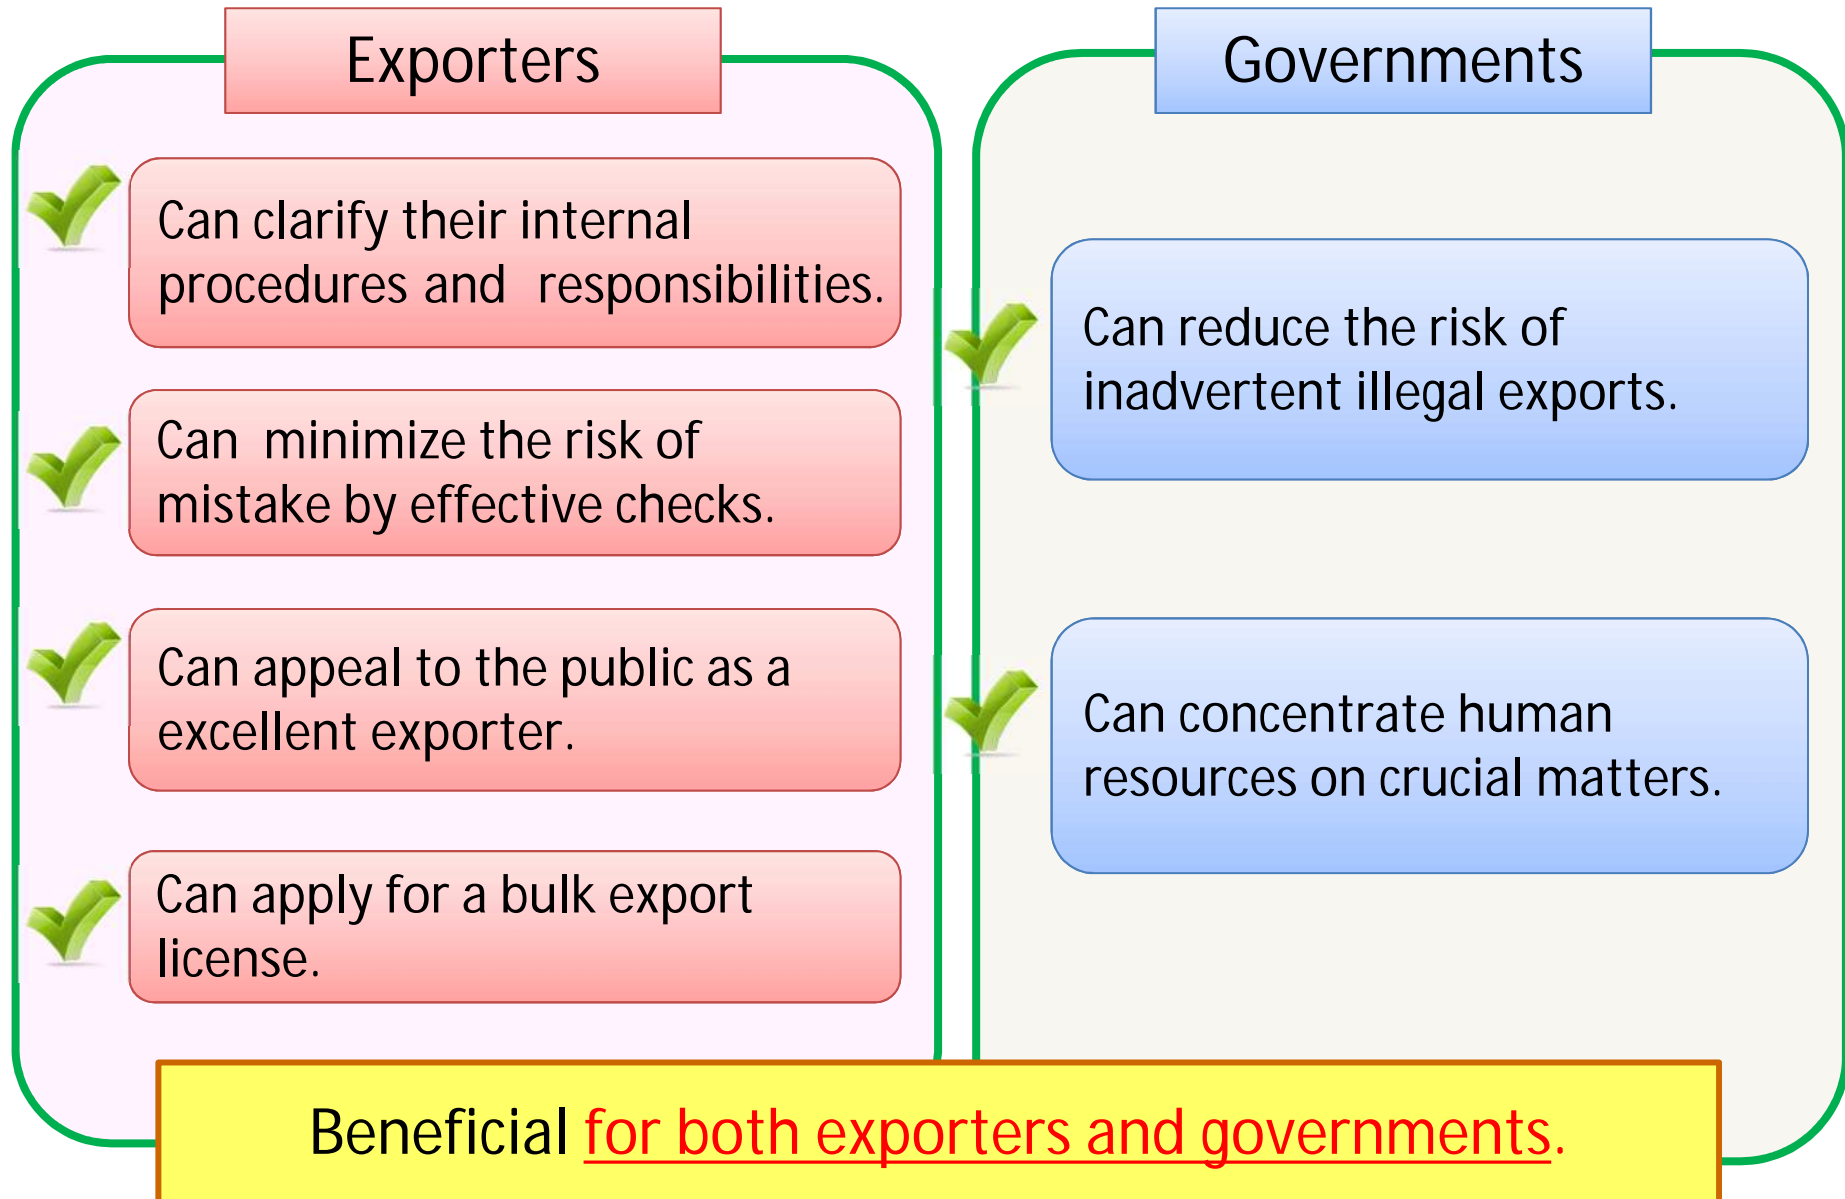 Exporters
Can clarify their internal
procedures and responsibilities.
Can minimize the risk of
mistake by effective checks.
Can appeal to the public as a
excellent exporter.
Can apply for a bulk export
license.
Governments
Can reduce the risk of
inadvertent illegal exports.
Can concentrate human
resources on crucial matters.
Beneficial for both exporters and governments.